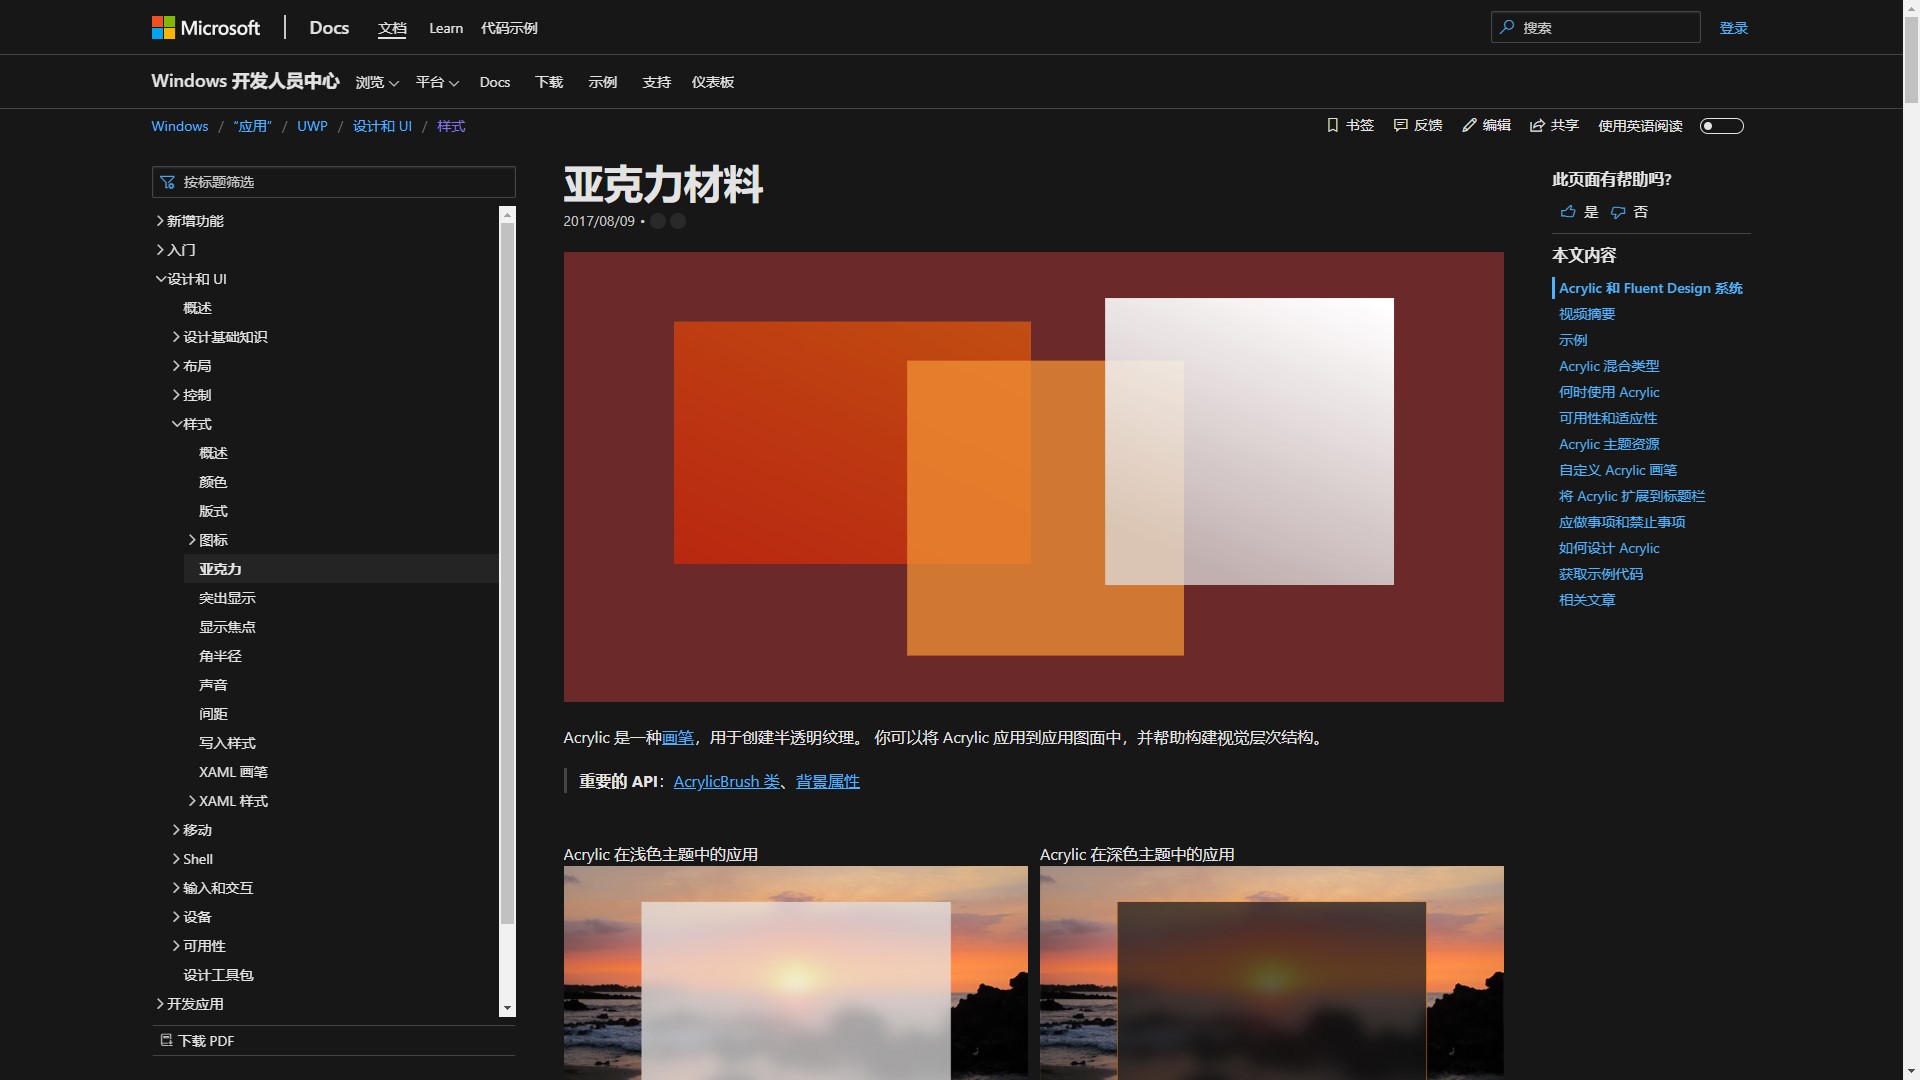 Microsoft
Docs
文档
Learn
代码示例
搜索
登录
Windows 开发人员中心
浏览
平台
Docs
下载
示例
支持
仪表板
Windows / “应用” / UWP / 设计和 UI / 样式
书签
反馈
编辑
共享
使用英语阅读
按标题筛选
新增功能
入门
设计和 UI
概述
设计基础知识
布局
控制
样式
概述
颜色
版式
图标
亚克力
突出显示
显示焦点
角半径
声音
间距
写入样式
XAML 画笔
XAML 样式
移动
Shell
输入和交互
设备
可用性
设计工具包
开发应用
下载 PDF
亚克力材料
2017/08/09 •
Acrylic 是一种画笔，用于创建半透明纹理。 你可以将 Acrylic 应用到应用图面中，并帮助构建视觉层次结构。
重要的 API：AcrylicBrush 类、背景属性
Acrylic 在浅色主题中的应用
Acrylic 在深色主题中的应用
此页面有帮助吗?
是
否
本文内容
Acrylic 和 Fluent Design 系统
视频摘要
示例
Acrylic 混合类型
何时使用 Acrylic
可用性和适应性
Acrylic 主题资源
自定义 Acrylic 画笔
将 Acrylic 扩展到标题栏
应做事项和禁止事项
如何设计 Acrylic
获取示例代码
相关文章